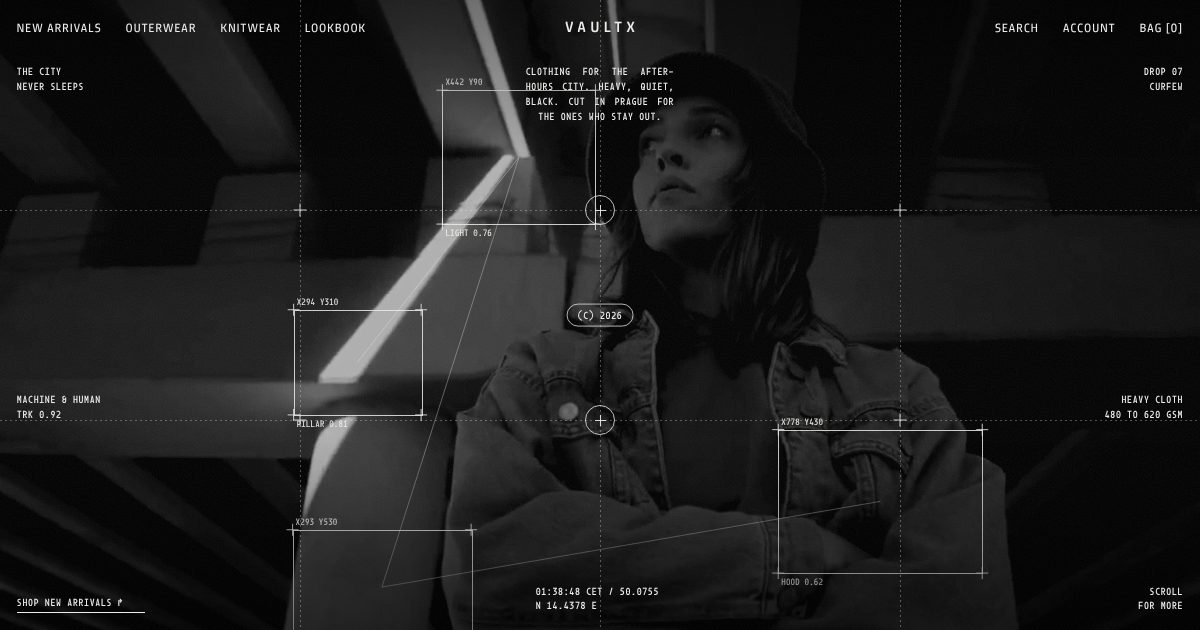 NEW ARRIVALS OUTERWEAR KNITWEAR LOOKBOOK VAULTX SEARCH ACCOUNT BAG [0]
THE CITY
NEVER SLEEPS
CLOTHING FOR THE AFTER-
HOURS CITY. HEAVY, QUIET,
BLACK. CUT IN PRAGUE FOR
THE ONES WHO STAY OUT.
DROP 07
CURFEW
X442 Y90
LIGHT 0.76
X294 Y310
PILLAR 0.81
(C) 2026
MACHINE & HUMAN
TRK 0.92
HEAVY CLOTH
480 TO 620 GSM
X778 Y430
HOOD 0.62
X293 Y530
SHOP NEW ARRIVALS ↱
01:38:48 CET / 50.0755
N 14.4378 E
SCROLL
FOR MORE